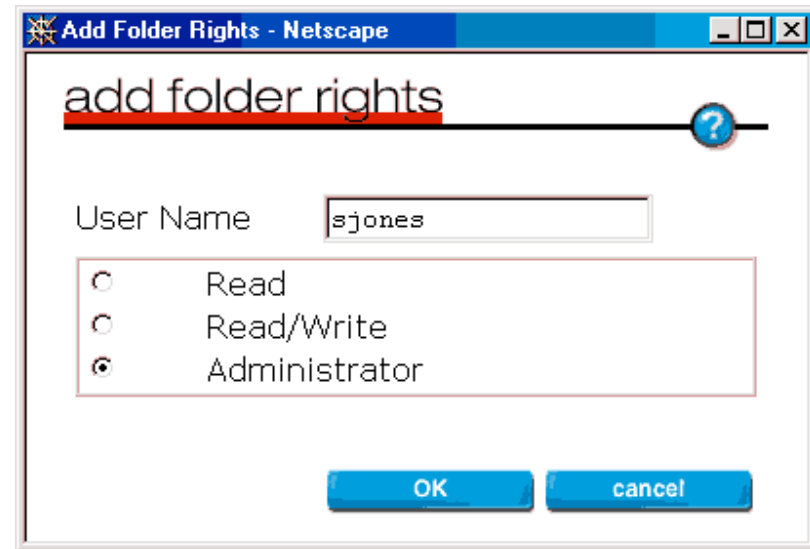 Add Folder Rights - Netscape
add folder rights
?
User Name sjones
Read
Read/Write
Administrator
OK cancel